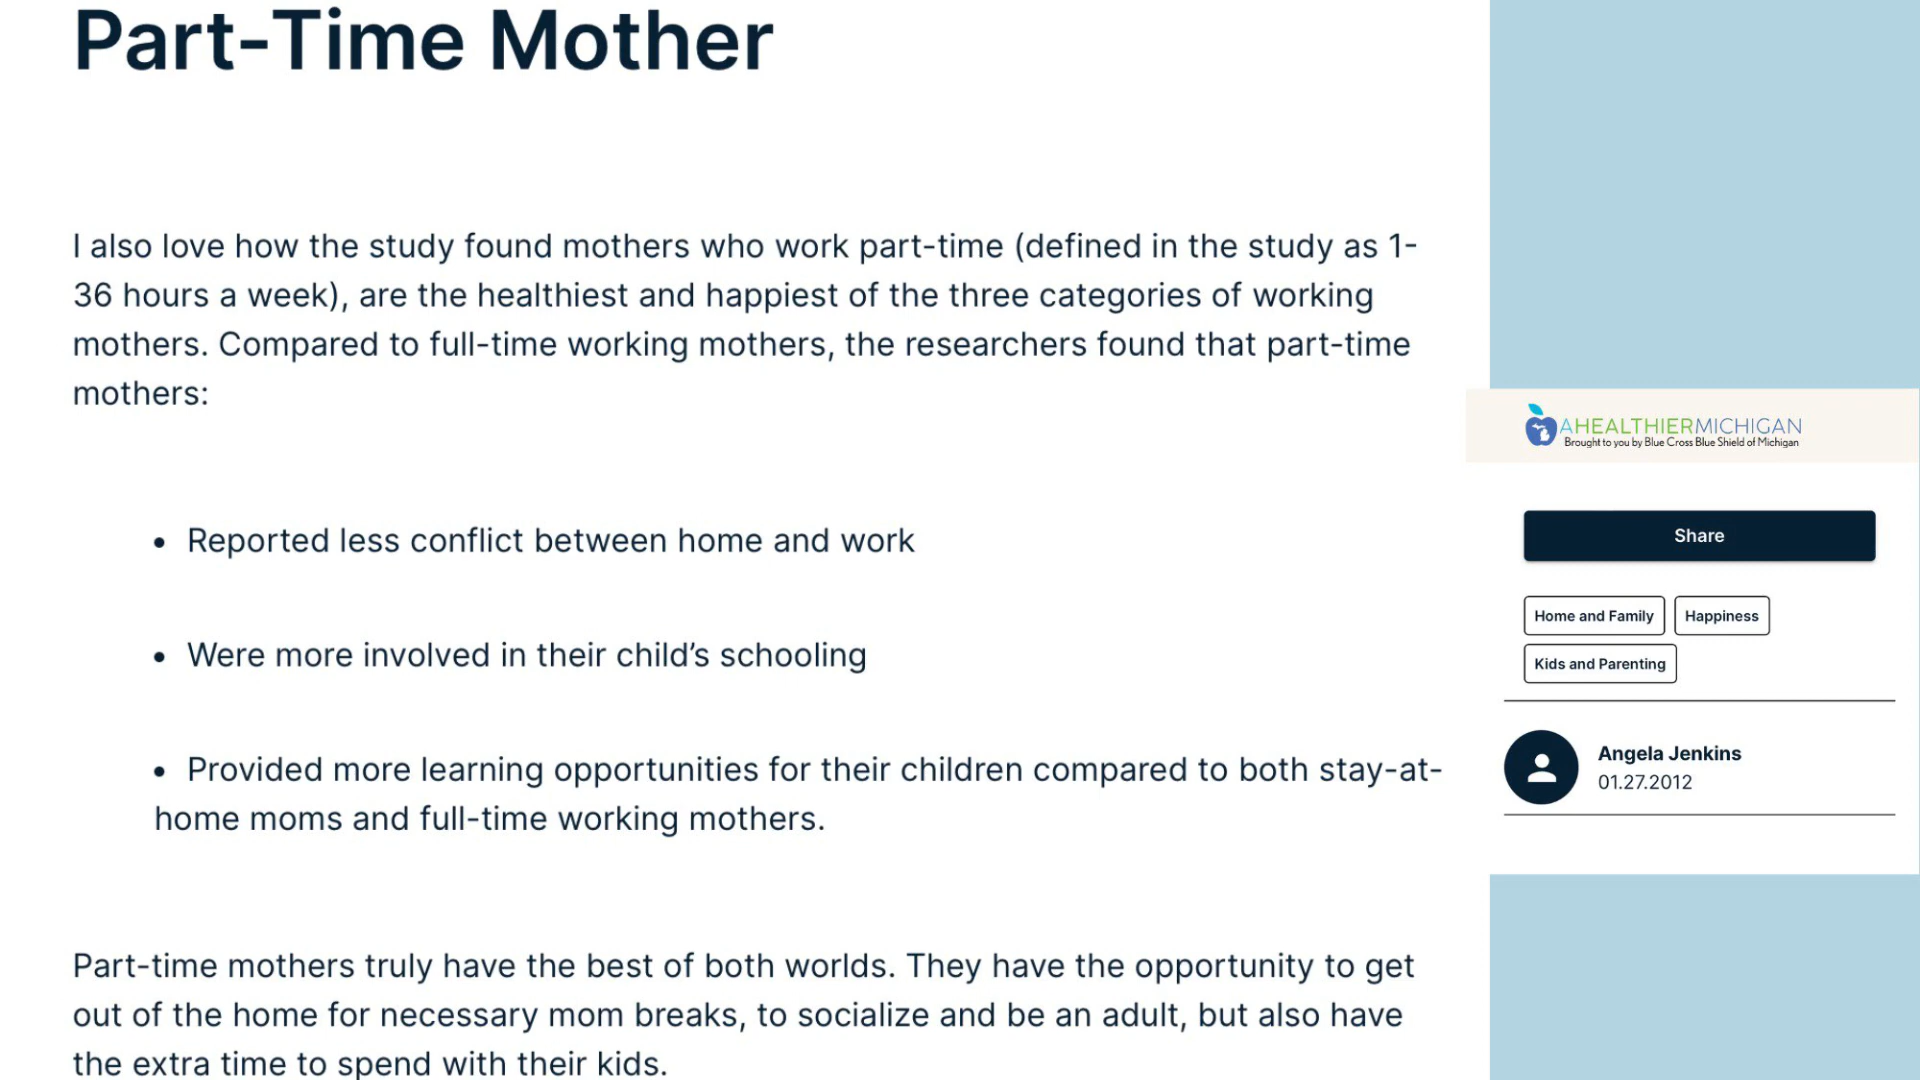 Part-Time Mother
I also love how the study found mothers who work part-time (defined in the study as 1-
36 hours a week), are the healthiest and happiest of the three categories of working
mothers. Compared to full-time working mothers, the researchers found that part-time
mothers:
• Reported less conflict between home and work
• Were more involved in their child’s schooling
• Provided more learning opportunities for their children compared to both stay-at-
home moms and full-time working mothers.
Part-time mothers truly have the best of both worlds. They have the opportunity to get
out of the home for necessary mom breaks, to socialize and be an adult, but also have
the extra time to spend with their kids.
AHEALTHIERMICHIGAN
Brought to you by Blue Cross Blue Shield of Michigan
Share
Home and Family
Happiness
Kids and Parenting
Angela Jenkins
01.27.2012